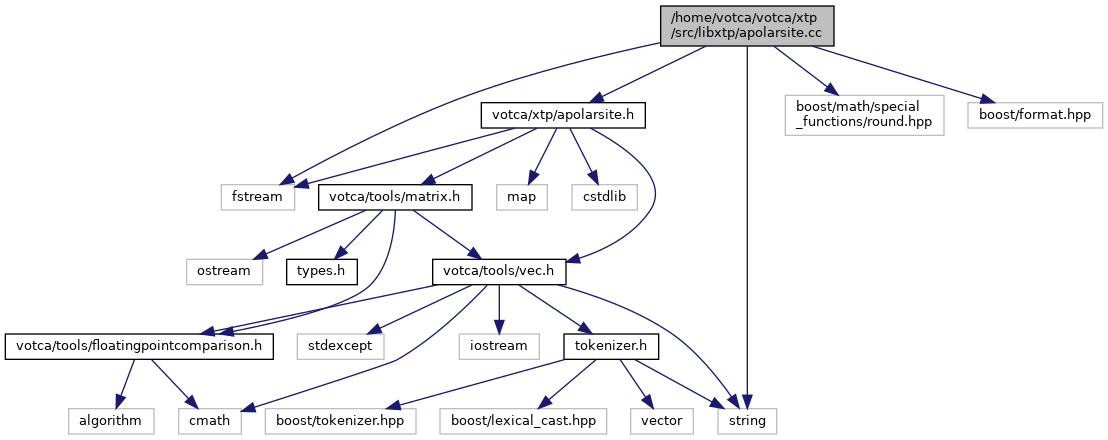 /home/votca/votca/xtp
/src/libxtp/apolarsite.cc
votca/xtp/apolarsite.h
boost/math/special
_functions/round.hpp
boost/format.hpp
fstream
votca/tools/matrix.h
map
cstdlib
ostream
types.h
votca/tools/vec.h
votca/tools/floatingpointcomparison.h
stdexcept
iostream
tokenizer.h
algorithm
cmath
boost/tokenizer.hpp
boost/lexical_cast.hpp
vector
string